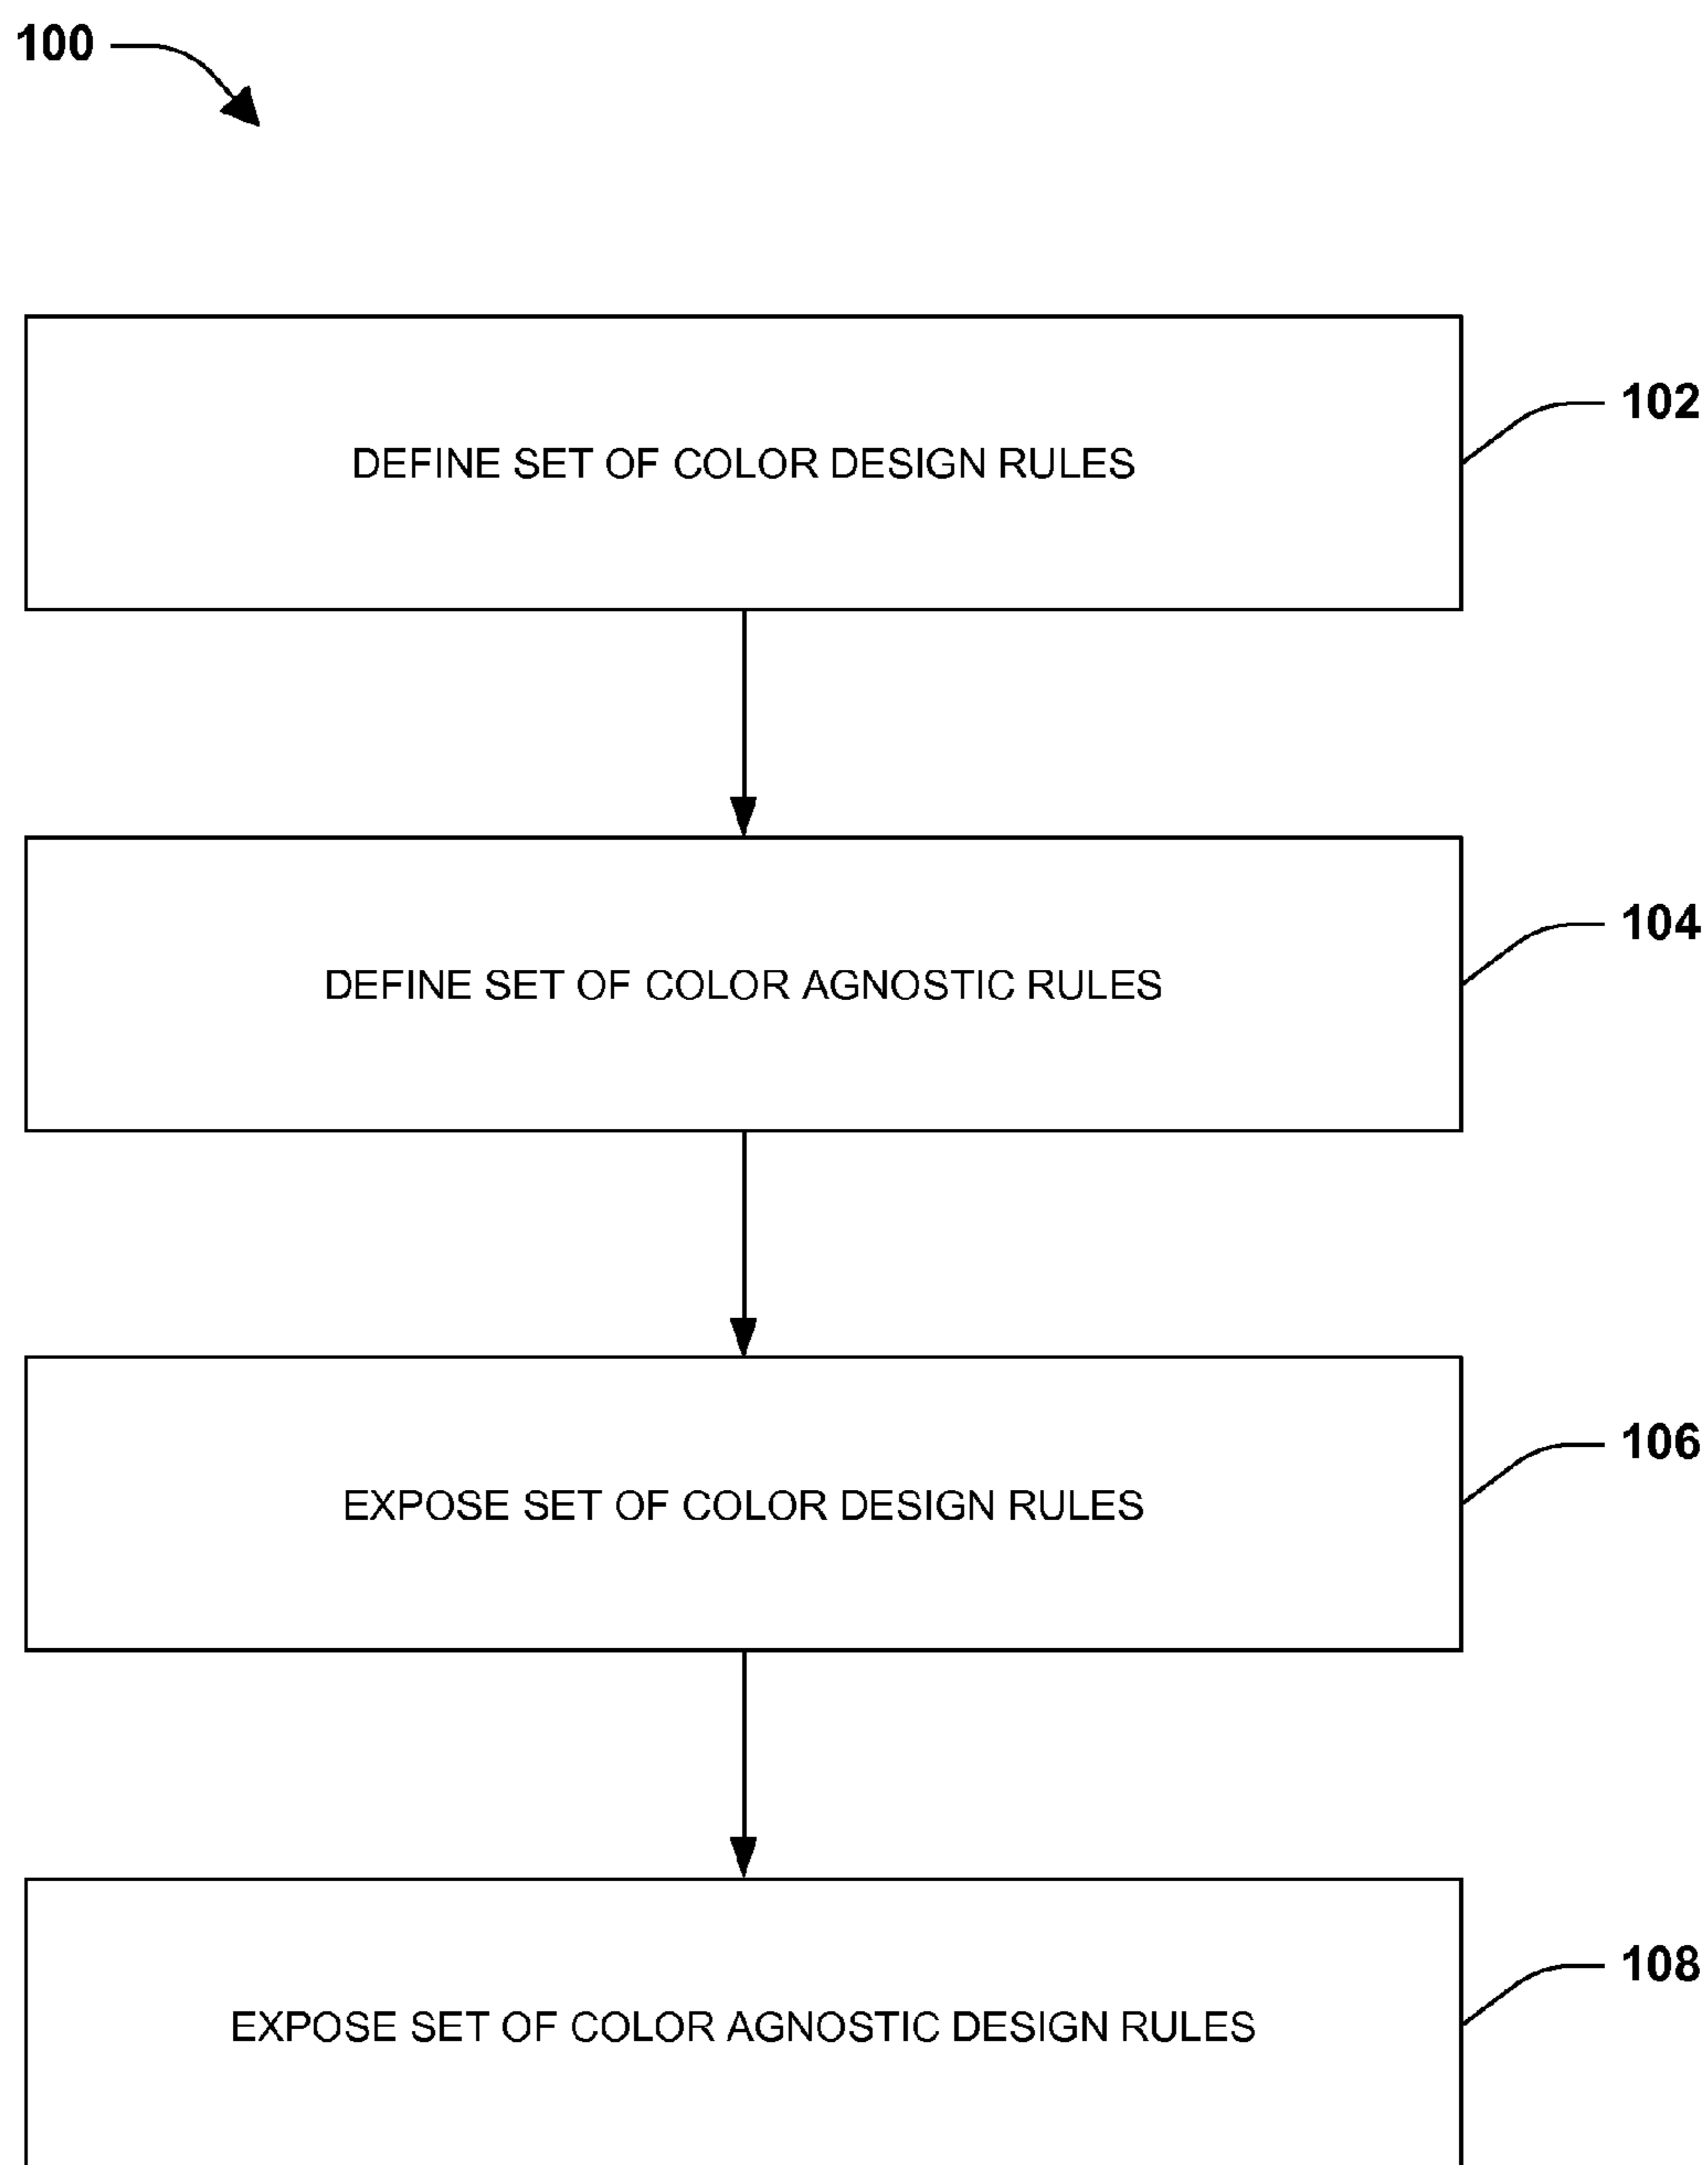 100
102
DEFINE SET OF COLOR DESIGN RULES
104
DEFINE SET OF COLOR AGNOSTIC RULES
106
EXPOSE SET OF COLOR DESIGN RULES
108
EXPOSE SET OF COLOR AGNOSTIC DESIGN RULES